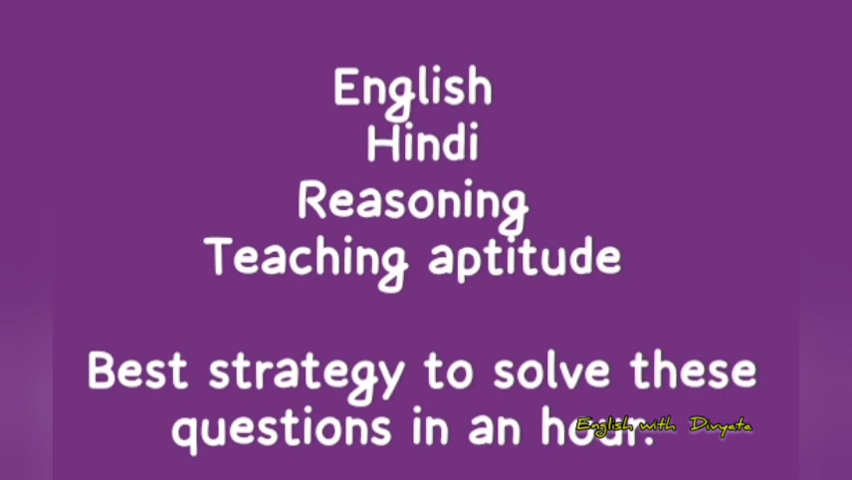 English
Hindi
Reasoning
Teaching aptitude
Best strategy to solve these
questions in an hour.
English with Divyata